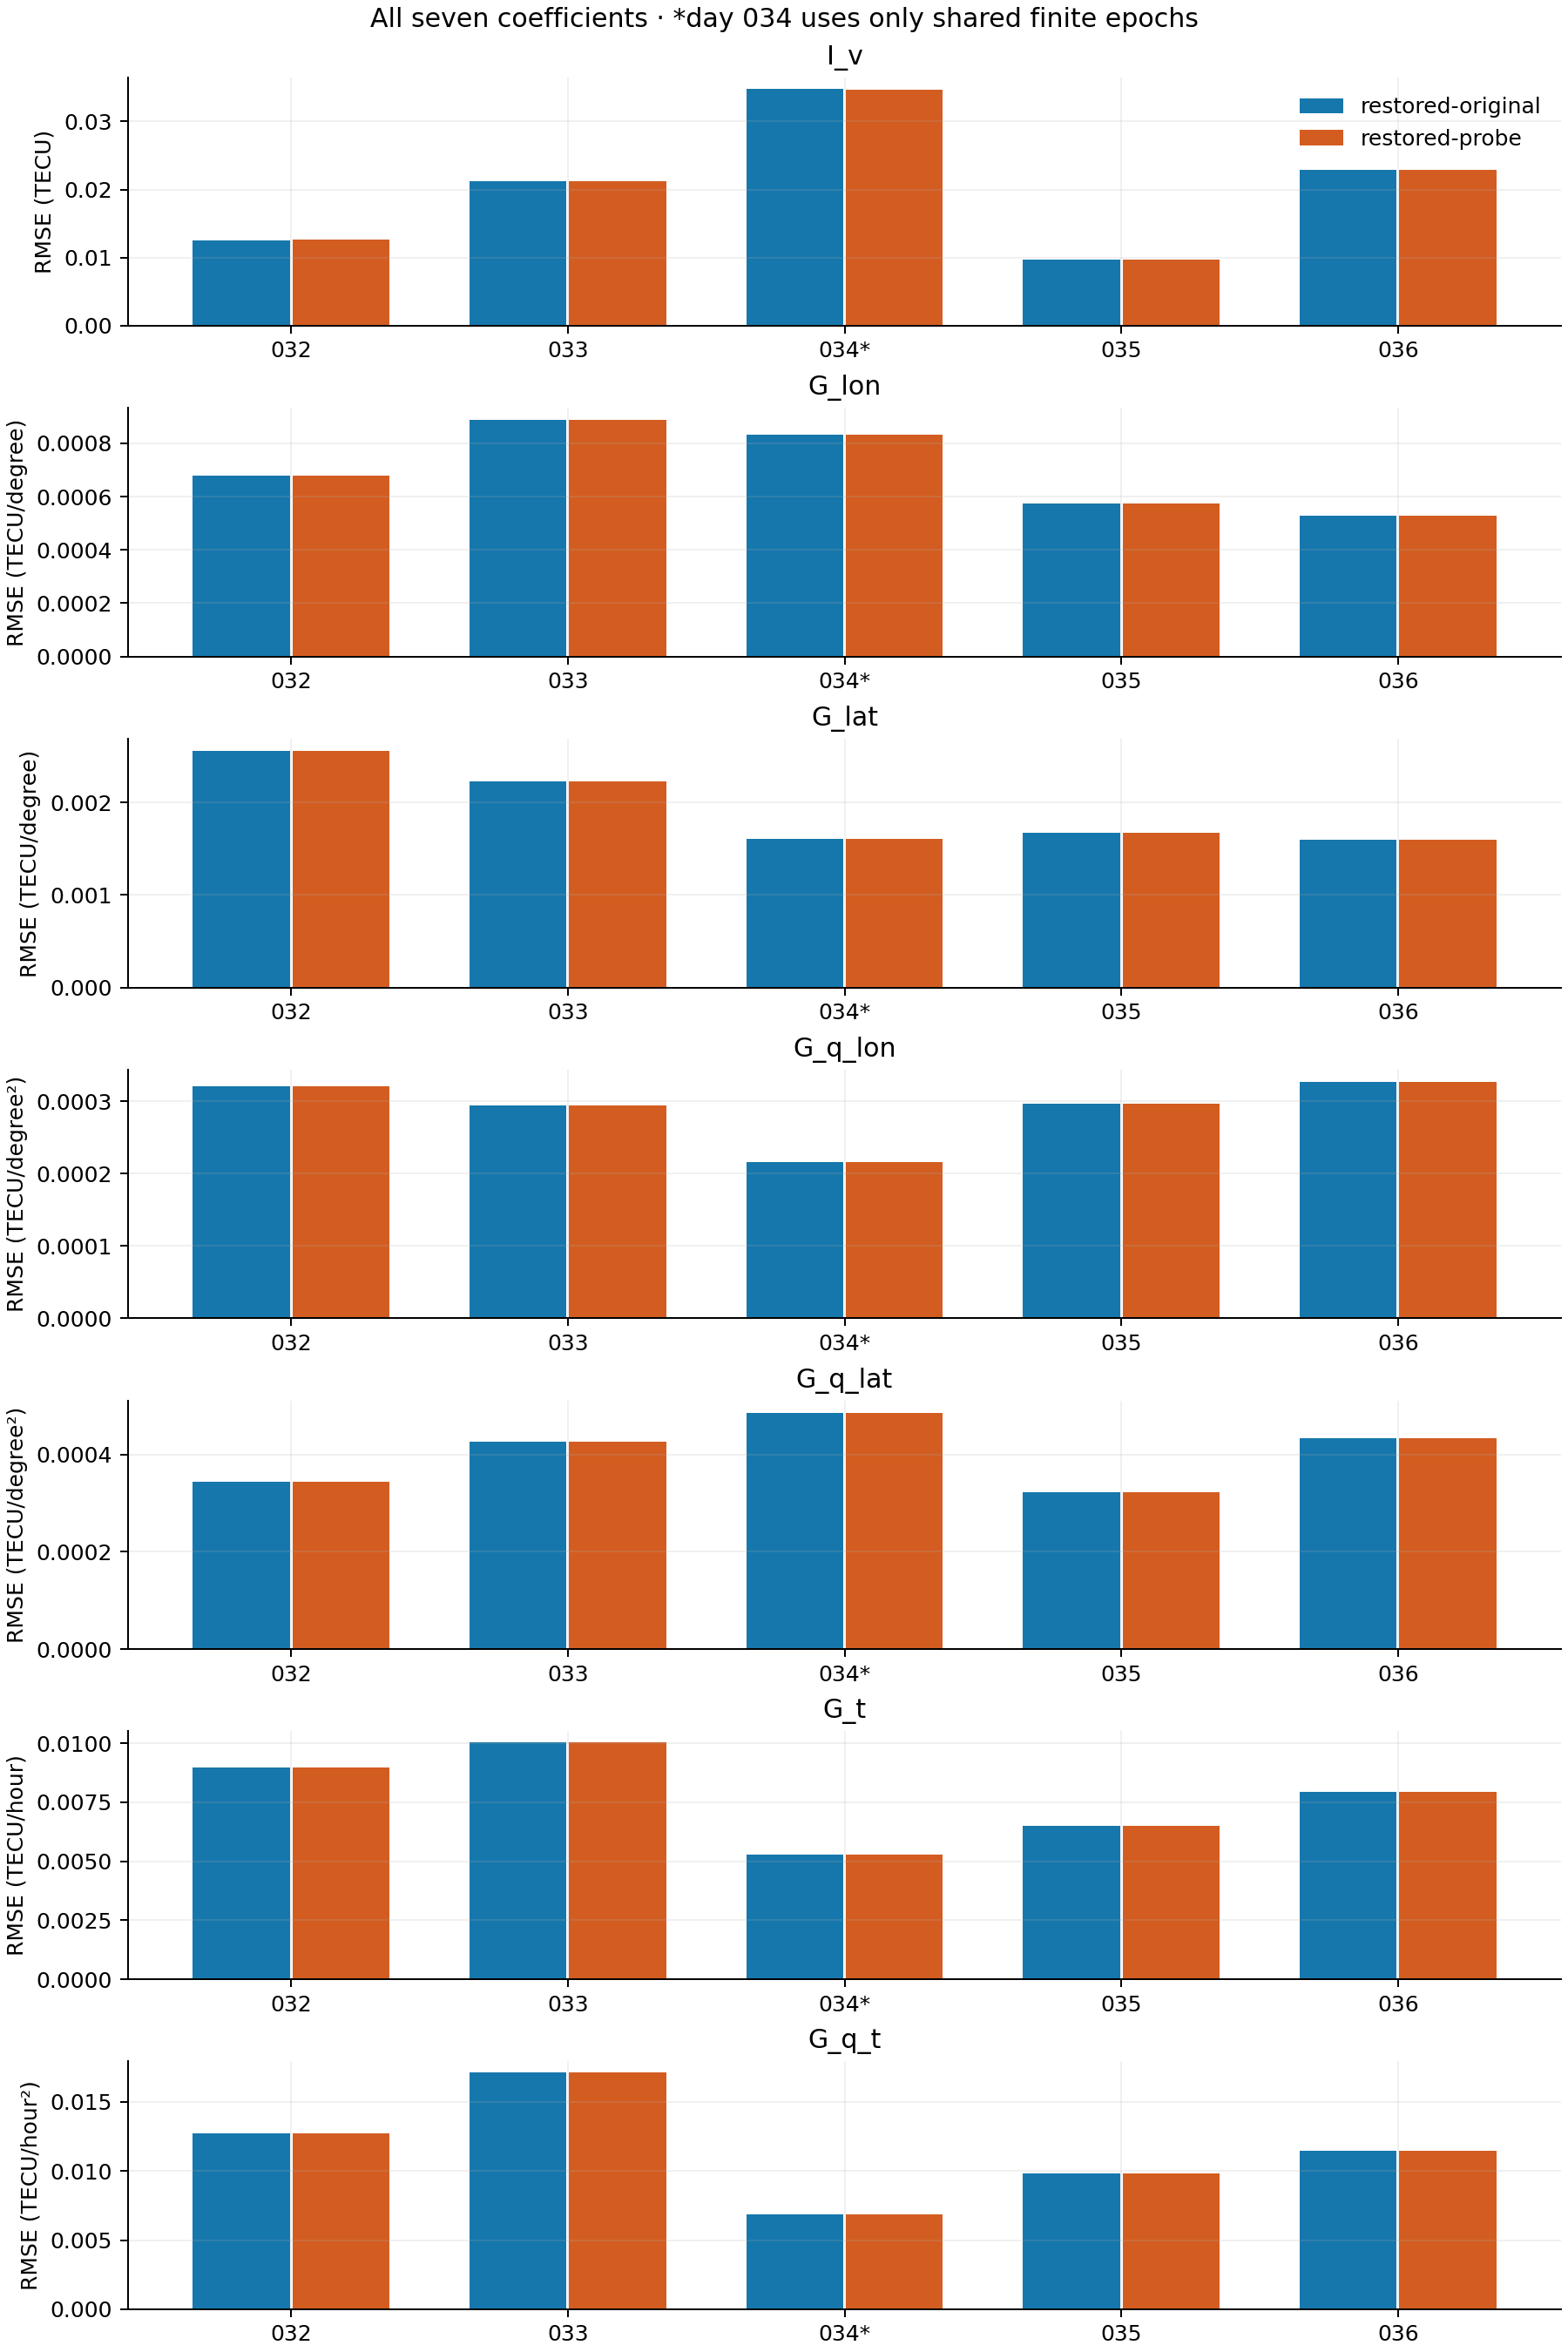 All seven coefficients · *day 034 uses only shared finite epochs
I_v
RMSE (TECU)
0.03
0.02
0.01
0.00
restored-original
restored-probe
032 033 034* 035 036
G_lon
RMSE (TECU/degree)
0.0008
0.0006
0.0004
0.0002
0.0000
032 033 034* 035 036
G_lat
RMSE (TECU/degree)
0.002
0.001
0.000
032 033 034* 035 036
G_q_lon
RMSE (TECU/degree²)
0.0003
0.0002
0.0001
0.0000
032 033 034* 035 036
G_q_lat
RMSE (TECU/degree²)
0.0004
0.0002
0.0000
032 033 034* 035 036
G_t
RMSE (TECU/hour)
0.0100
0.0075
0.0050
0.0025
0.0000
032 033 034* 035 036
G_q_t
RMSE (TECU/hour²)
0.015
0.010
0.005
0.000
032 033 034* 035 036